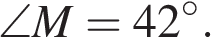 ∠M = 42°.